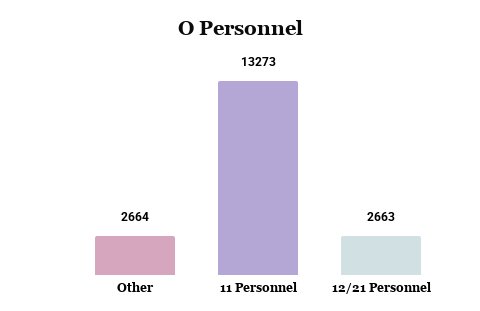 O Personnel
13273
2664
2663
Other
11 Personnel
12/21 Personnel